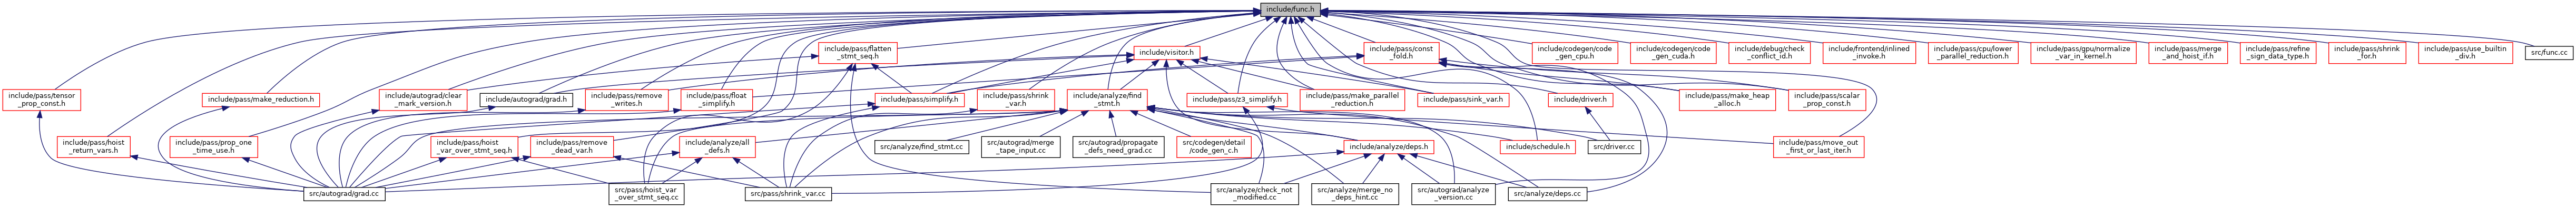 include/func.h
include/pass/flatten
_stmt_seq.h
include/visitor.h
include/pass/const
_fold.h
include/codegen/code
_gen_cpu.h
include/codegen/code
_gen_cuda.h
include/debug/check
_conflict_id.h
include/frontend/inlined
_invoke.h
include/pass/cpu/lower
_parallel_reduction.h
include/pass/gpu/normalize
_var_in_kernel.h
include/pass/merge
_and_hoist_if.h
include/pass/refine
_sign_data_type.h
include/pass/shrink
_for.h
include/pass/use_builtin
_div.h
src/func.cc
include/pass/tensor
_prop_const.h
include/pass/make_reduction.h
include/autograd/clear
_mark_version.h
include/autograd/grad.h
include/pass/remove
_writes.h
include/pass/float
_simplify.h
include/pass/simplify.h
include/pass/shrink
_var.h
include/analyze/find
_stmt.h
include/pass/z3_simplify.h
include/pass/make_parallel
_reduction.h
include/pass/sink_var.h
include/driver.h
include/pass/make_heap
_alloc.h
include/pass/scalar
_prop_const.h
include/pass/hoist
_return_vars.h
include/pass/prop_one
_time_use.h
include/pass/hoist
_var_over_stmt_seq.h
include/pass/remove
_dead_var.h
include/analyze/all
_defs.h
src/analyze/find_stmt.cc
src/autograd/merge
_tape_input.cc
src/autograd/propagate
_defs_need_grad.cc
src/codegen/detail
/code_gen_c.h
include/analyze/deps.h
include/schedule.h
src/driver.cc
include/pass/move_out
_first_or_last_iter.h
src/autograd/grad.cc
src/pass/hoist_var
_over_stmt_seq.cc
src/pass/shrink_var.cc
src/analyze/check_not
_modified.cc
src/analyze/merge_no
_deps_hint.cc
src/autograd/analyze
_version.cc
src/analyze/deps.cc